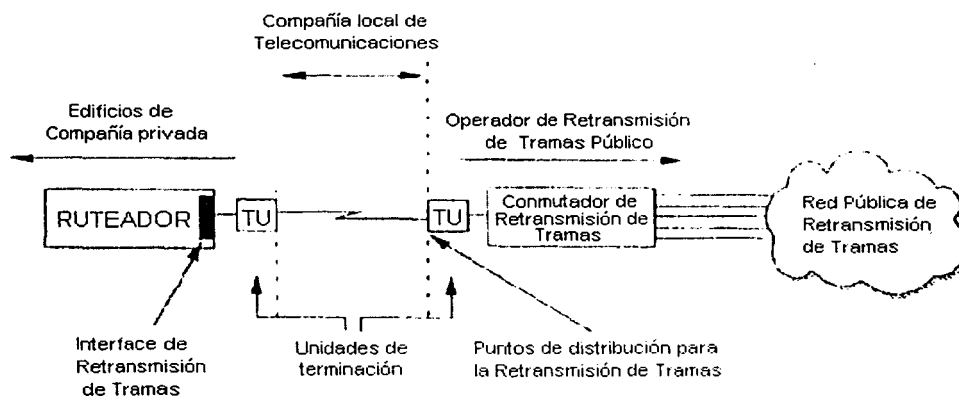 Compañía local de
Telecomunicaciones
Edificios de
Compañía privada
Operador de Retransmisión
de Tramas Público
RUTEADOR
TU
TU
Conmutador de
Retransmisión de
Tramas
Red Pública de
Retransmisión
de Tramas
Interface de
Retransmisión
de Tramas
Unidades de
terminación
Puntos de distribución para
la Retransmisión de Tramas